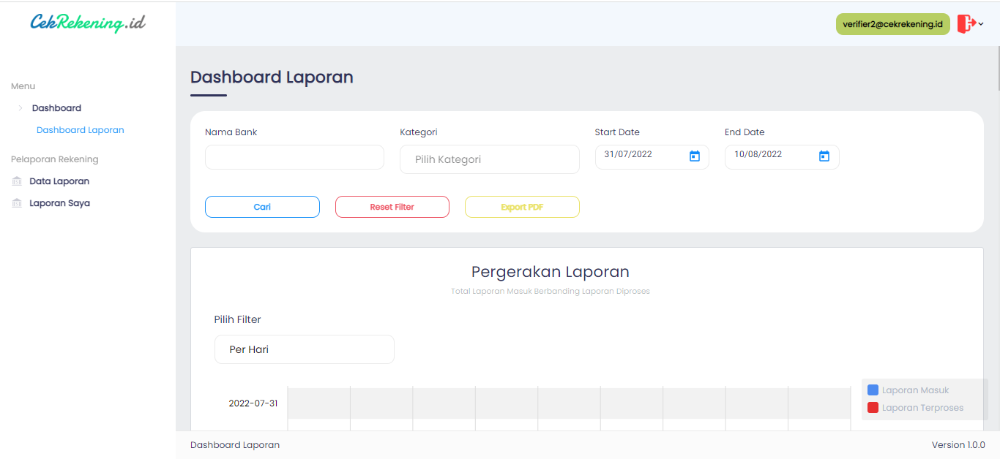 CekRekening.id
verifier2@cekrekening.id
Menu
Dashboard
Dashboard Laporan
Pelaporan Rekening
Data Laporan
Laporan Saya
Dashboard Laporan
Nama Bank
Kategori
Start Date
End Date
Pilih Kategori
31/07/2022
10/08/2022
Cari
Reset Filter
Export PDF
Pergerakan Laporan
Total Laporan Masuk Berbanding Laporan Diproses
Pilih Filter
Per Hari
2022-07-31
Laporan Masuk
Laporan Terproses
Dashboard Laporan
Version 1.0.0